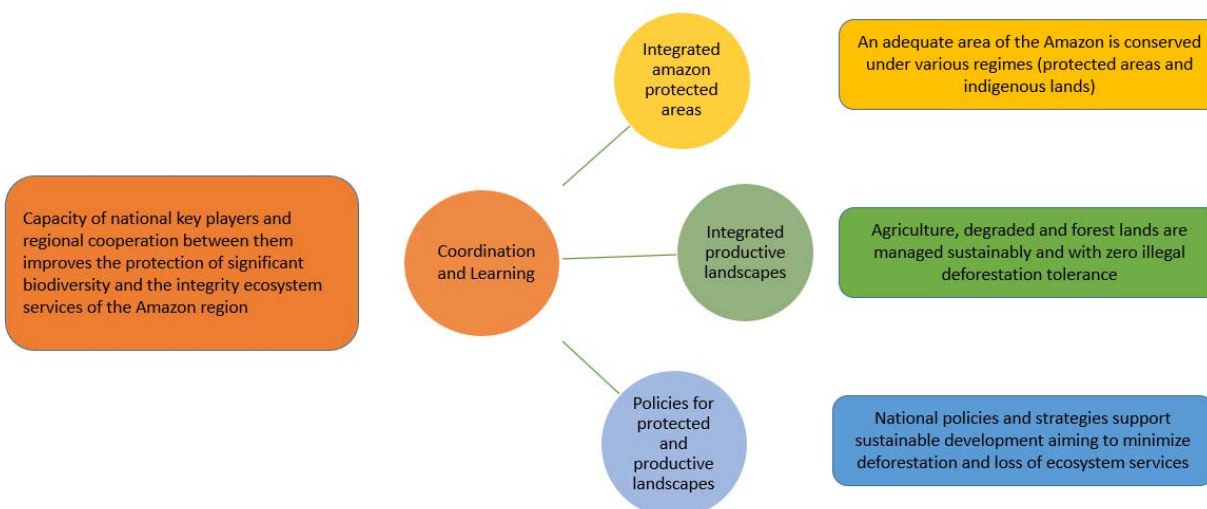 Capacity of national key players and
regional cooperation between them
improves the protection of significant
biodiversity and the integrity ecosystem
services of the Amazon region
Coordination
and Learning
Integrated
amazon
protected
areas
An adequate area of the Amazon is conserved
under various regimes (protected areas and
indigenous lands)
Integrated
productive
landscapes
Agriculture, degraded and forest lands are
managed sustainably and with zero illegal
deforestation tolerance
Policies for
protected
and
productive
landscapes
National policies and strategies support
sustainable development aiming to minimize
deforestation and loss of ecosystem services